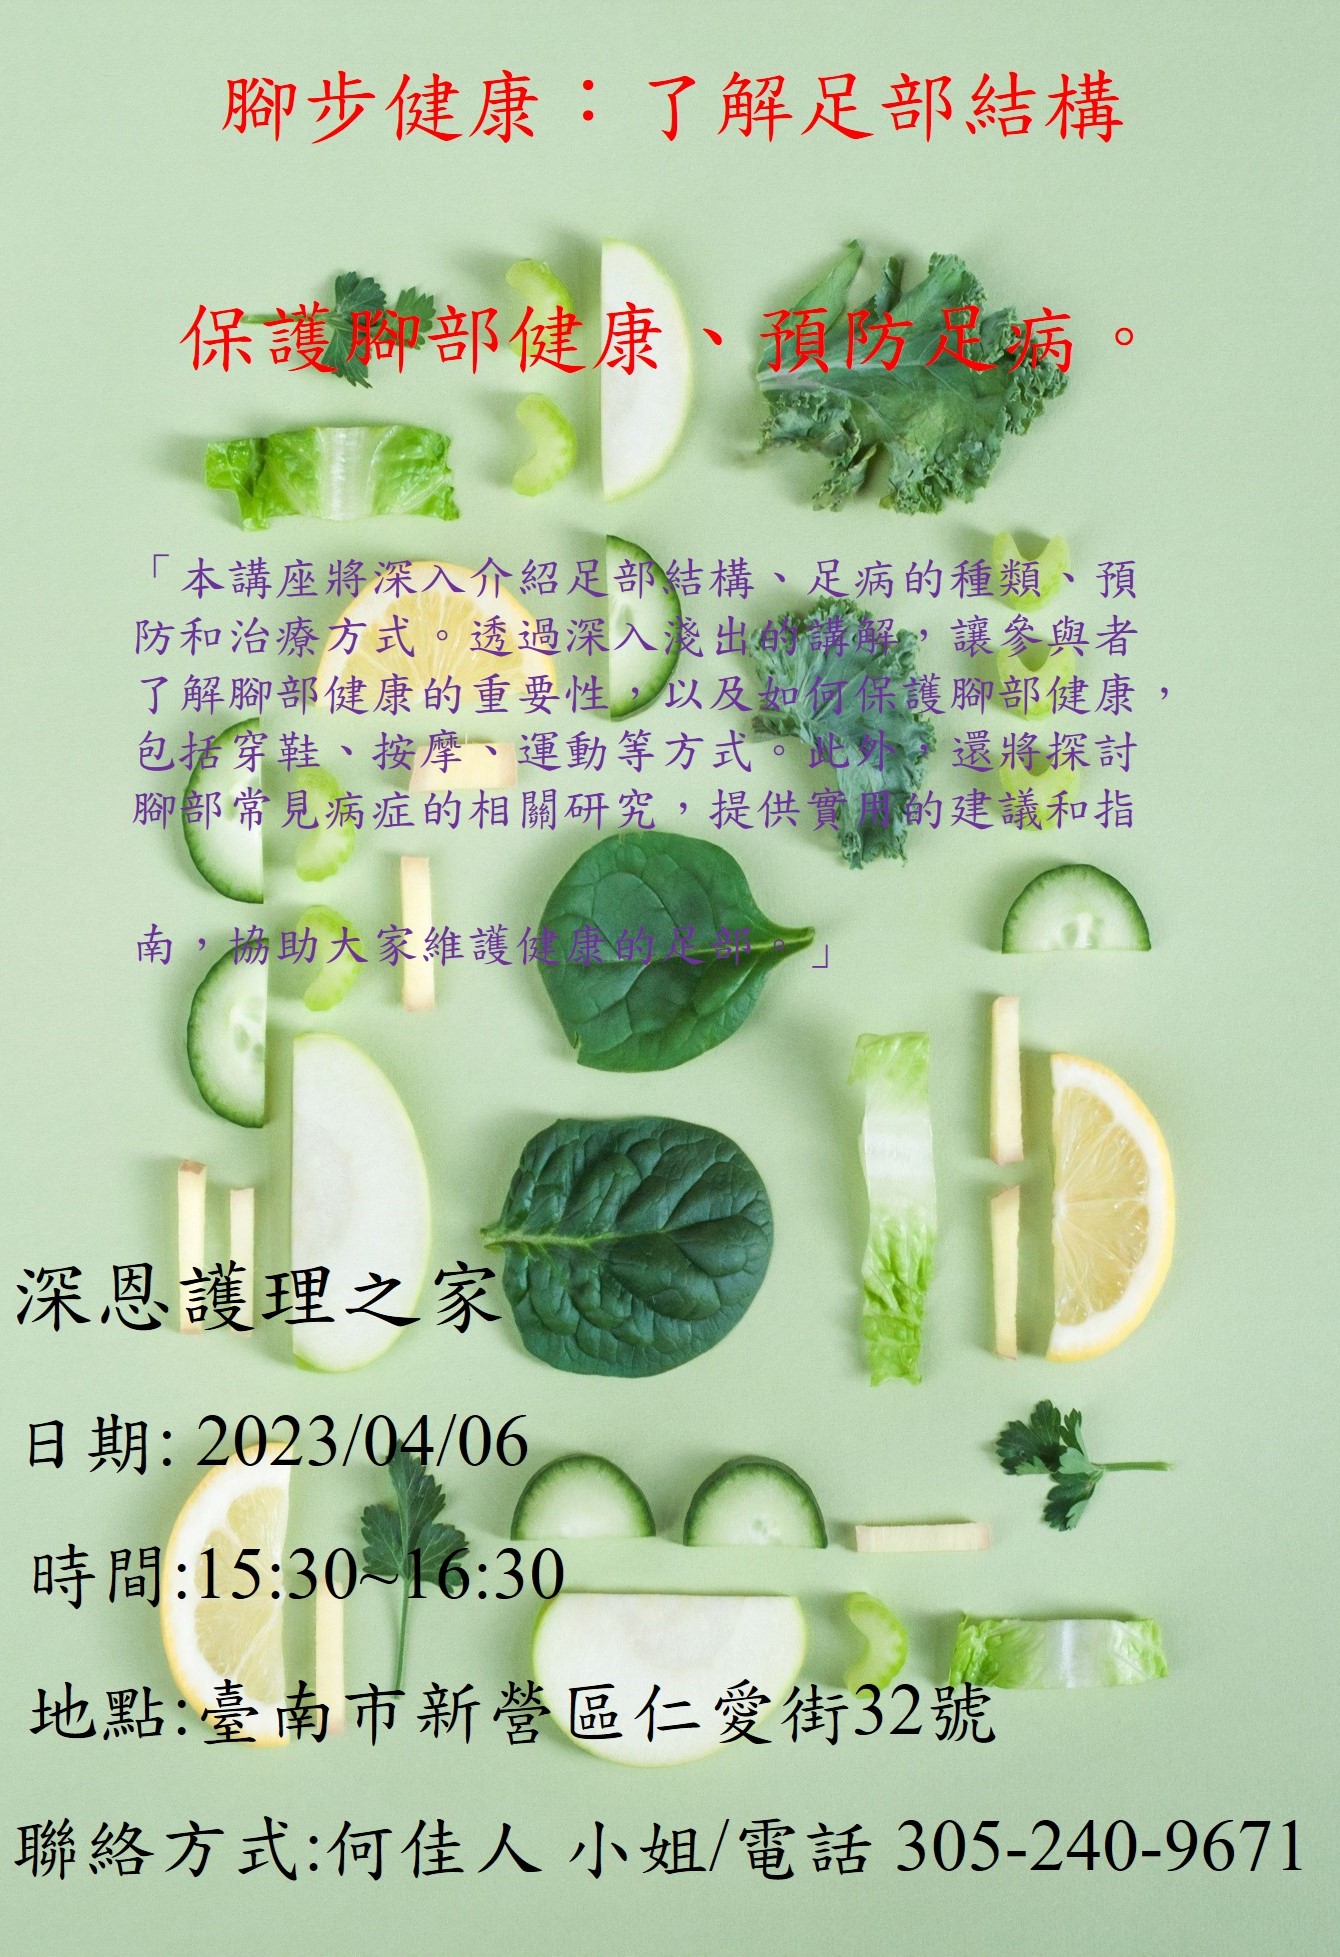 腳步健康：了解足部結構
保護腳部健康、預防足病。
「本講座將深入介紹足部結構、足病的種類、預
防和治療方式。透過深入淺出的講解，讓參與者
了解腳部健康的重要性，以及如何保護腳部健康，
包括穿鞋、按摩、運動等方式。此外，還將探討
腳部常見病症的相關研究，提供實用的建議和指
南，協助大家維護健康的足部。」
深恩護理之家
日期: 2023/04/06
時間:15:30~16:30
地點:臺南市新營區仁愛街32號
聯絡方式:何佳人 小姐/電話 305-240-9671